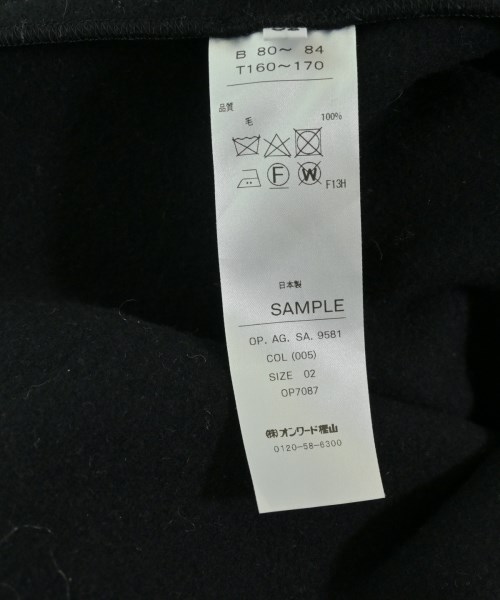 B 80～ 84
T160～170
品質
毛 100%
F
W
F13H
日本製
SAMPLE
OP. AG. SA. 9581
COL (005)
SIZE 02
OP7087
㈱オンワード樫山
0120-58-6300